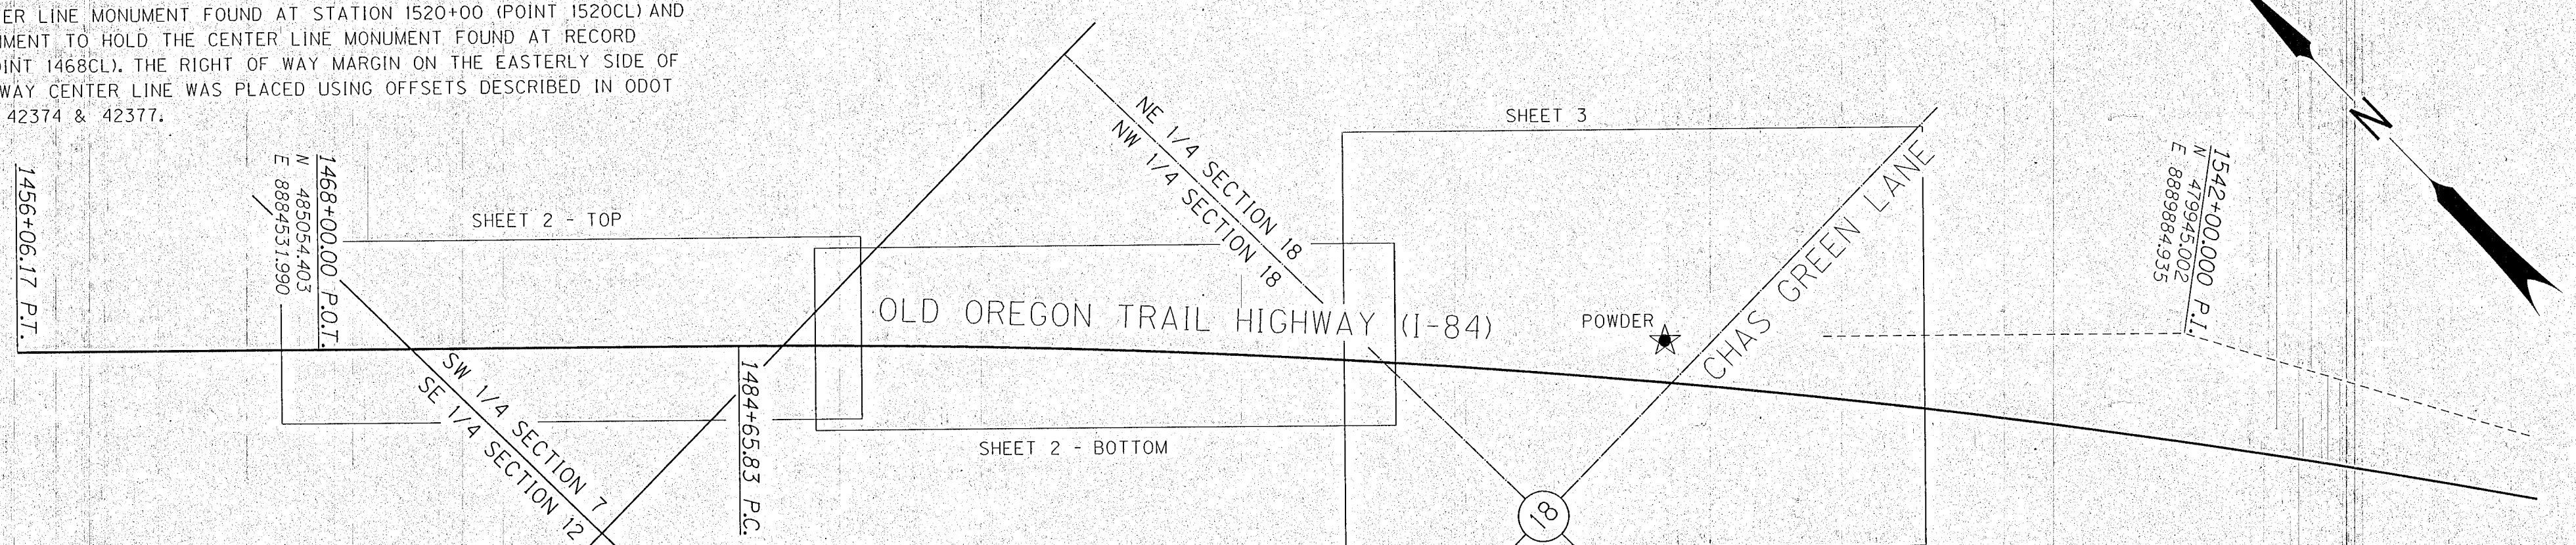 ER LINE MONUMENT FOUND AT STATION 1520+00 (POINT 1520CL) AND
MENT TO HOLD THE CENTER LINE MONUMENT FOUND AT RECORD
INT 1468CL). THE RIGHT OF WAY MARGIN ON THE EASTERLY SIDE OF
WAY CENTER LINE WAS PLACED USING OFFSETS DESCRIBED IN ODOT
42374 & 42377.
1456+06.17 P.T.
1468+00.00 P.O.T.
N 485054.403
E 8884531.990
SHEET 2 - TOP
SW 1/4 SECTION 7
SE 1/4 SECTION 12
1484+65.83 P.C.
NE 1/4 SECTION 18
NW 1/4 SECTION 18
OLD OREGON TRAIL HIGHWAY (I-84)
SHEET 2 - BOTTOM
SHEET 3
POWDER
CHAS GREEN LANE
18
1542+00.000 P.I.
N 479945.002
E 8889884.935
N